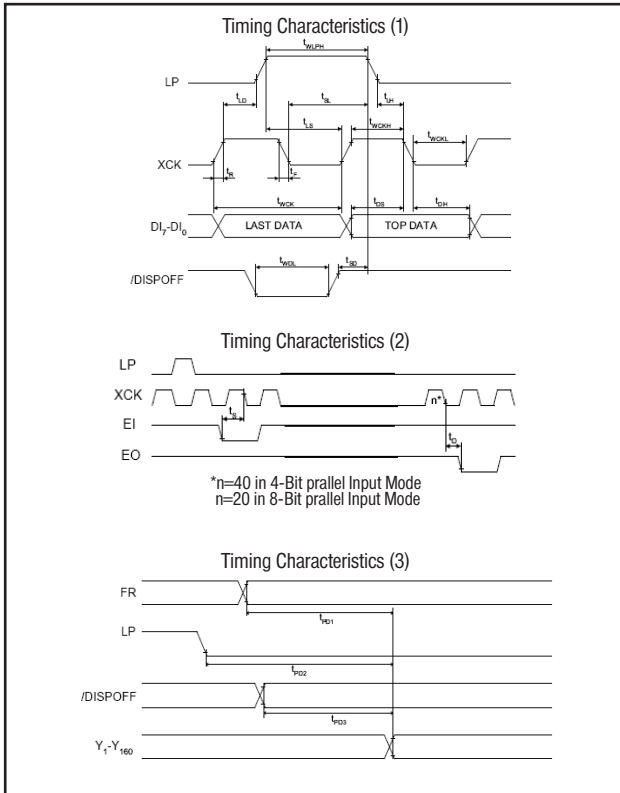 Timing Characteristics (1)
tWLPH
LP
tLD
tSL
tLH
tLS
tWCKH
tWCKL
XCK
tR
tF
tWCK
tDS
tDH
DI7-DI0
LAST DATA
TOP DATA
tWDL
tSD
/DISPOFF
Timing Characteristics (2)
LP
XCK
n*
tS
EI
tD
EO
*n=40 in 4-Bit prallel Input Mode
n=20 in 8-Bit prallel Input Mode
Timing Characteristics (3)
FR
tPD1
LP
tPD2
/DISPOFF
tPD3
Y1-Y160